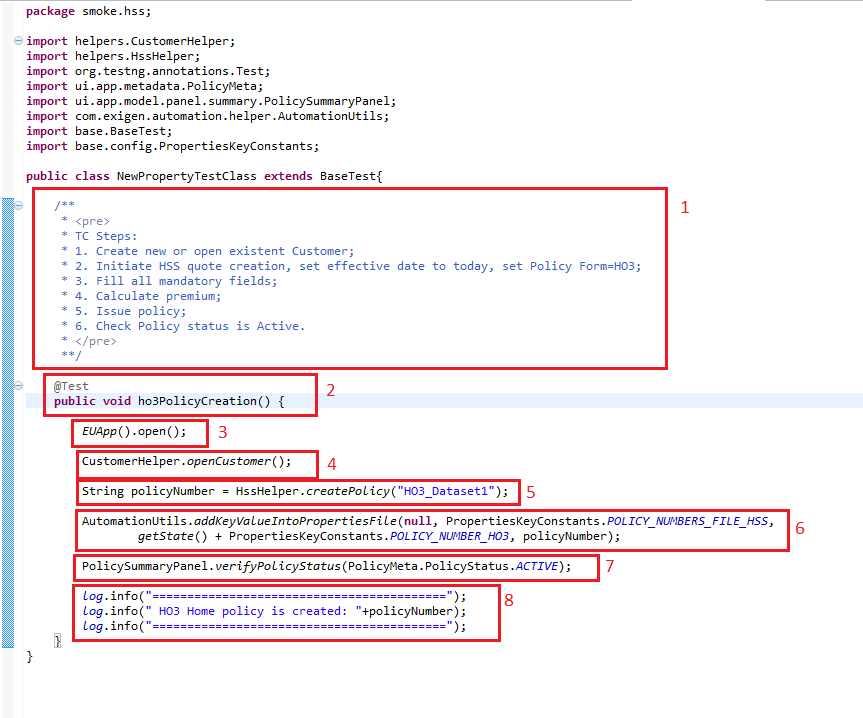 package smoke.hss;
import helpers.CustomerHelper;
import helpers.HssHelper;
import org.testng.annotations.Test;
import ui.app.metadata.PolicyMeta;
import ui.app.model.panel.summary.PolicySummaryPanel;
import com.exigen.automation.helper.AutomationUtils;
import base.BaseTest;
import base.config.PropertiesKeyConstants;
public class NewPropertyTestClass extends BaseTest{
/** 1
* <pre>
* TC Steps:
* 1. Create new or open existent Customer;
* 2. Initiate HSS quote creation, set effective date to today, set Policy Form=HO3;
* 3. Fill all mandatory fields;
* 4. Calculate premium;
* 5. Issue policy;
* 6. Check Policy status is Active.
* </pre>
**/
@Test 2
public void ho3PolicyCreation() {
EUApp().open(); 3
CustomerHelper.openCustomer(); 4
String policyNumber = HssHelper.createPolicy("HO3_Dataset1"); 5
AutomationUtils.addKeyValueIntoPropertiesFile(null, PropertiesKeyConstants.POLICY_NUMBERS_FILE_HSS, 6
getState() + PropertiesKeyConstants.POLICY_NUMBER_HO3, policyNumber);
PolicySummaryPanel.verifyPolicyStatus(PolicyMeta.PolicyStatus.ACTIVE); 7
log.info("=========================================="); 8
log.info(" HO3 Home policy is created: "+policyNumber);
log.info("==========================================");
}
}